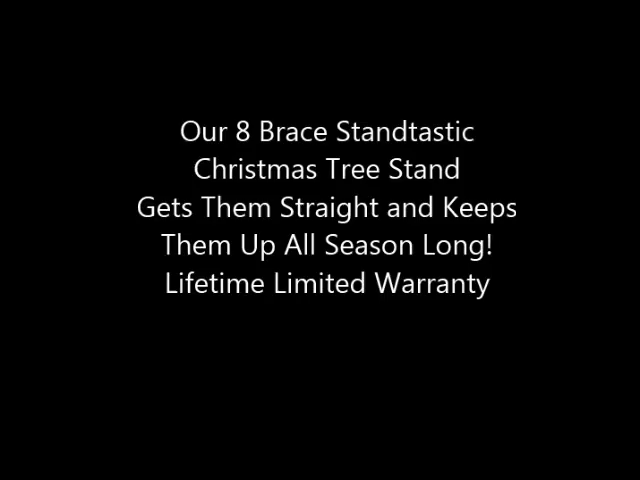 Our 8 Brace Standtastic
Christmas Tree Stand
Gets Them Straight and Keeps
Them Up All Season Long!
Lifetime Limited Warranty